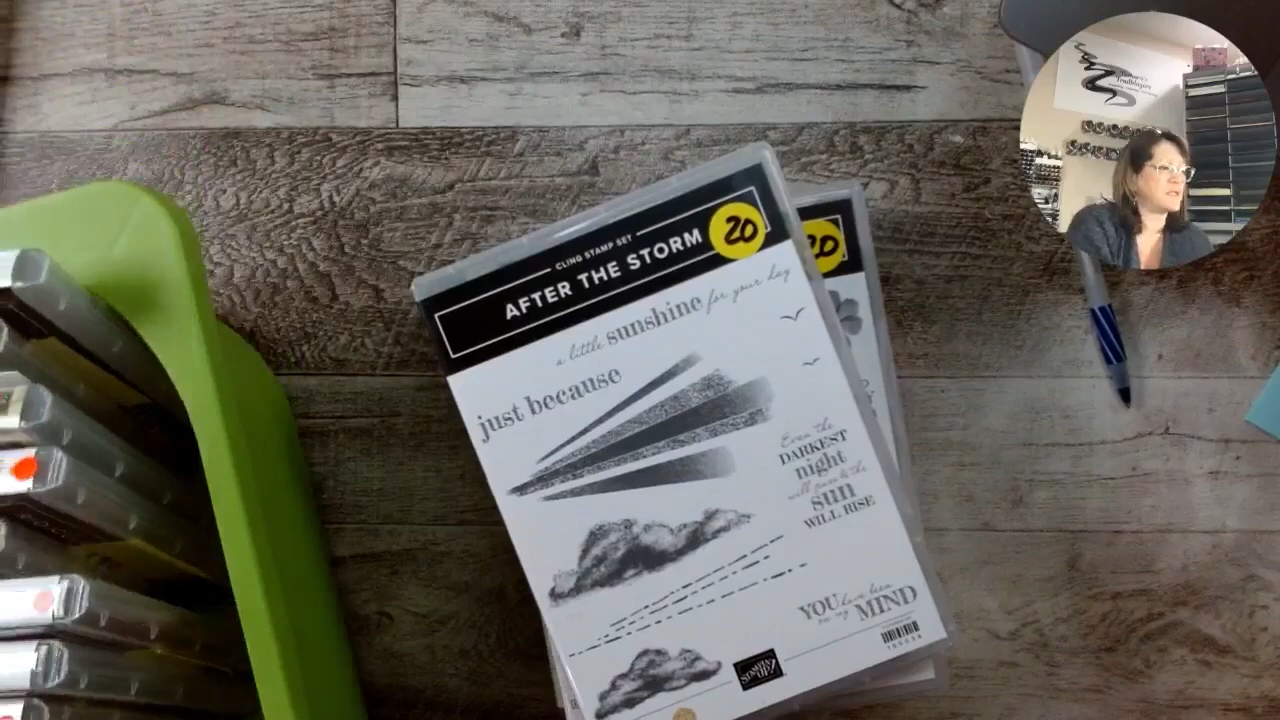 CLING STAMP SET
AFTER THE STORM
20
20
a little sunshine for your day
just because
Even the
DARKEST
night
will pass & the
sun
WILL RISE
YOU have been
on my MIND
STAMPIN' UP!